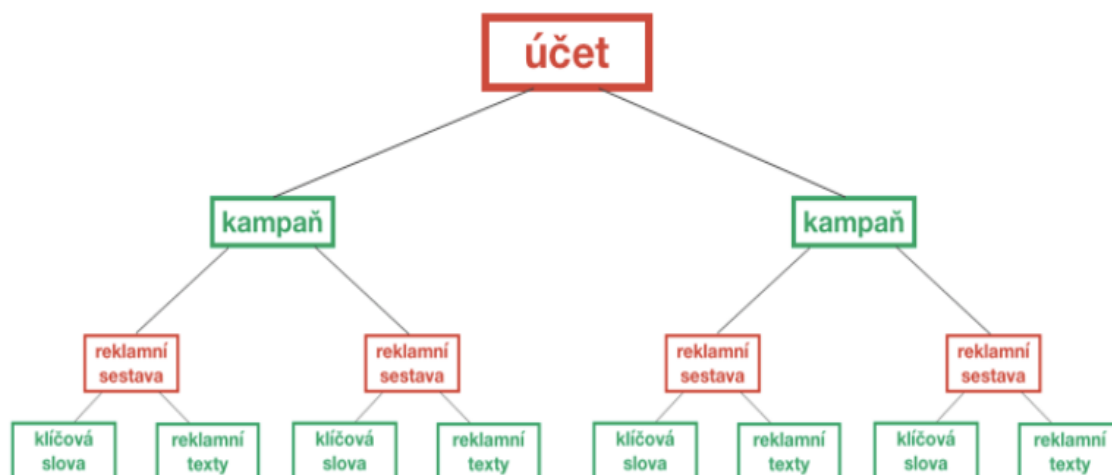 účet
kampaň
kampaň
reklamní
sestava
reklamní
sestava
reklamní
sestava
reklamní
sestava
klíčová
slova
reklamní
texty
klíčová
slova
reklamní
texty
klíčová
slova
reklamní
texty
klíčová
slova
reklamní
texty